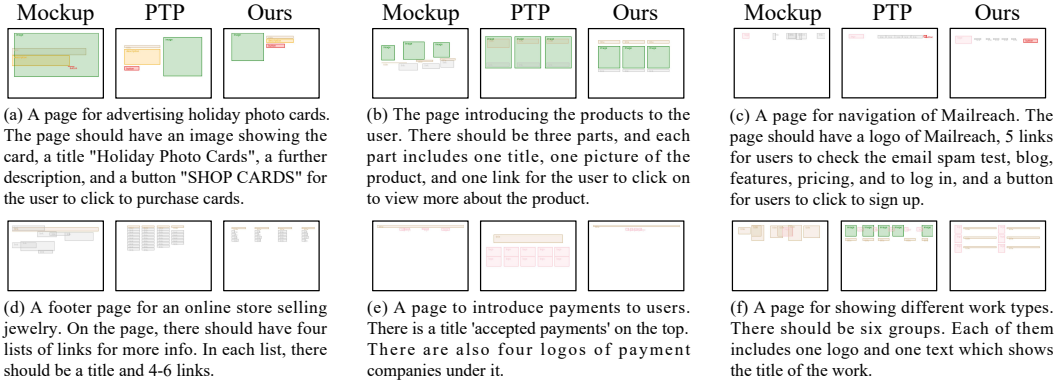 Mockup PTP Ours
Mockup PTP Ours
Mockup PTP Ours
(a) A page for advertising holiday photo cards.
The page should have an image showing the
card, a title "Holiday Photo Cards", a further
description, and a button "SHOP CARDS" for
the user to click to purchase cards.
(b) The page introducing the products to the
user. There should be three parts, and each
part includes one title, one picture of the
product, and one link for the user to click on
to view more about the product.
(c) A page for navigation of Mailreach. The
page should have a logo of Mailreach, 5 links
for users to check the email spam test, blog,
features, pricing, and to log in, and a button
for users to click to sign up.
(d) A footer page for an online store selling
jewelry. On the page, there should have four
lists of links for more info. In each list, there
should be a title and 4-6 links.
(e) A page to introduce payments to users.
There is a title 'accepted payments' on the top.
There are also four logos of payment
companies under it.
(f) A page for showing different work types.
There should be six groups. Each of them
includes one logo and one text which shows
the title of the work.